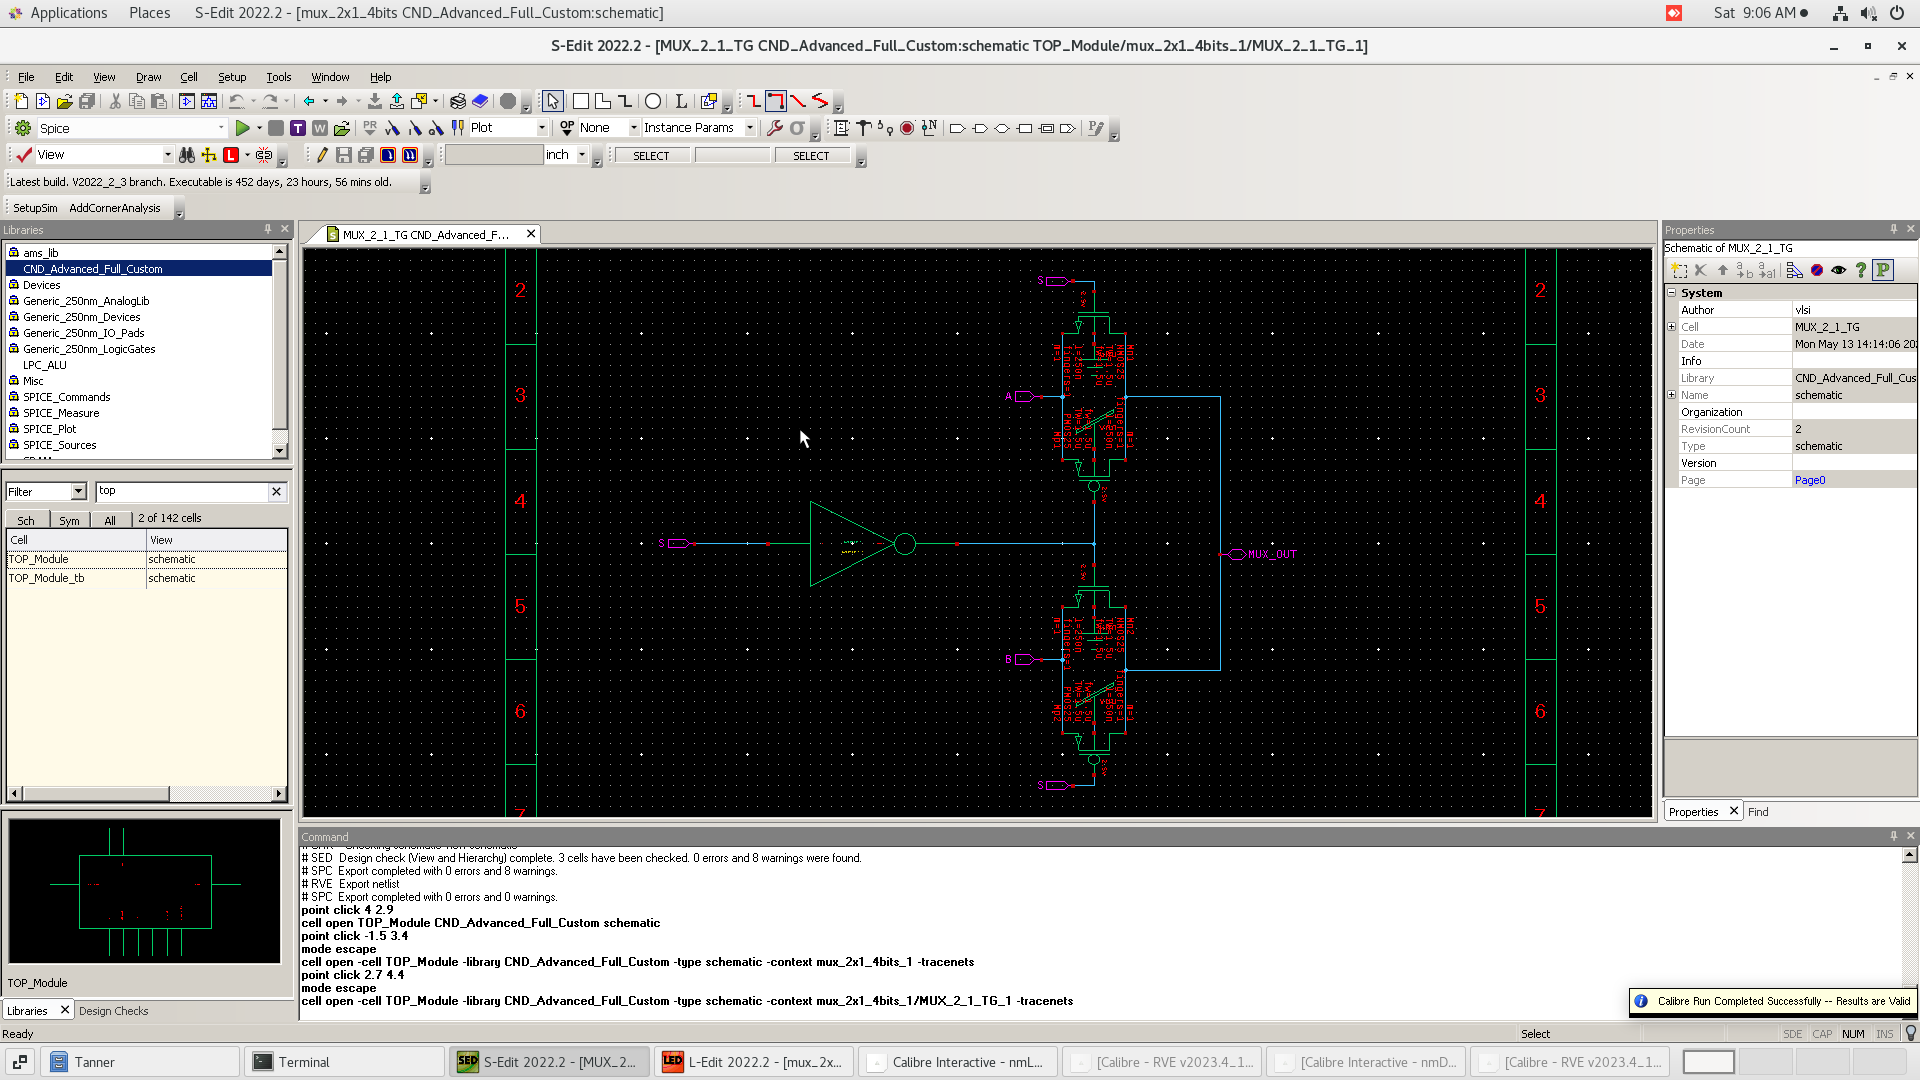 Applications Places S-Edit 2022.2 - [mux_2x1_4bits CND_Advanced_Full_Custom:schematic] Sat 9:06 AM
S-Edit 2022.2 - [MUX_2_1_TG CND_Advanced_Full_Custom:schematic TOP_Module/mux_2x1_4bits_1/MUX_2_1_TG_1]
File Edit View Draw Cell Setup Tools Window Help
Spice Plot OP None Instance Params
View inch SELECT SELECT
Latest build. V2022_2_3 branch. Executable is 452 days, 23 hours, 56 mins old.
SetupSim AddCornerAnalysis
Libraries
ams_lib
CND_Advanced_Full_Custom
Devices
Generic_250nm_AnalogLib
Generic_250nm_Devices
Generic_250nm_IO_Pads
Generic_250nm_LogicGates
LPC_ALU
Misc
SPICE_Commands
SPICE_Measure
SPICE_Plot
SPICE_Sources
Filter top
Sch Sym All 2 of 142 cells
Cell View
TOP_Module schematic
TOP_Module_tb schematic
TOP_Module
Libraries Design Checks
MUX_2_1_TG CND_Advanced_F...
2 2
3 3
4 4
5 5
6 6
7 7
S
A
S
MUX_OUT
B
S
Properties
Schematic of MUX_2_1_TG
System
Author vlsi
Cell MUX_2_1_TG
Date Mon May 13 14:14:06 20
Info
Library CND_Advanced_Full_Cus
Name schematic
Organization
RevisionCount 2
Type schematic
Version
Page Page0
Properties Find
Command
# SED Design check (View and Hierarchy) complete. 3 cells have been checked. 0 errors and 8 warnings were found.
# SPC Export completed with 0 errors and 8 warnings.
# RVE Export netlist
# SPC Export completed with 0 errors and 0 warnings.
point click 4 2.9
cell open TOP_Module CND_Advanced_Full_Custom schematic
point click -1.5 3.4
mode escape
cell open -cell TOP_Module -library CND_Advanced_Full_Custom -type schematic -context mux_2x1_4bits_1 -tracenets
point click 2.7 4.4
mode escape
cell open -cell TOP_Module -library CND_Advanced_Full_Custom -type schematic -context mux_2x1_4bits_1/MUX_2_1_TG_1 -tracenets
Calibre Run Completed Successfully -- Results are Valid
Ready Select SDE CAP NUM INS
Tanner Terminal S-Edit 2022.2 - [MUX_2... L-Edit 2022.2 - [mux_2x... Calibre Interactive - nmL... [Calibre - RVE v2023.4_1... [Calibre Interactive - nmD... [Calibre - RVE v2023.4_1...